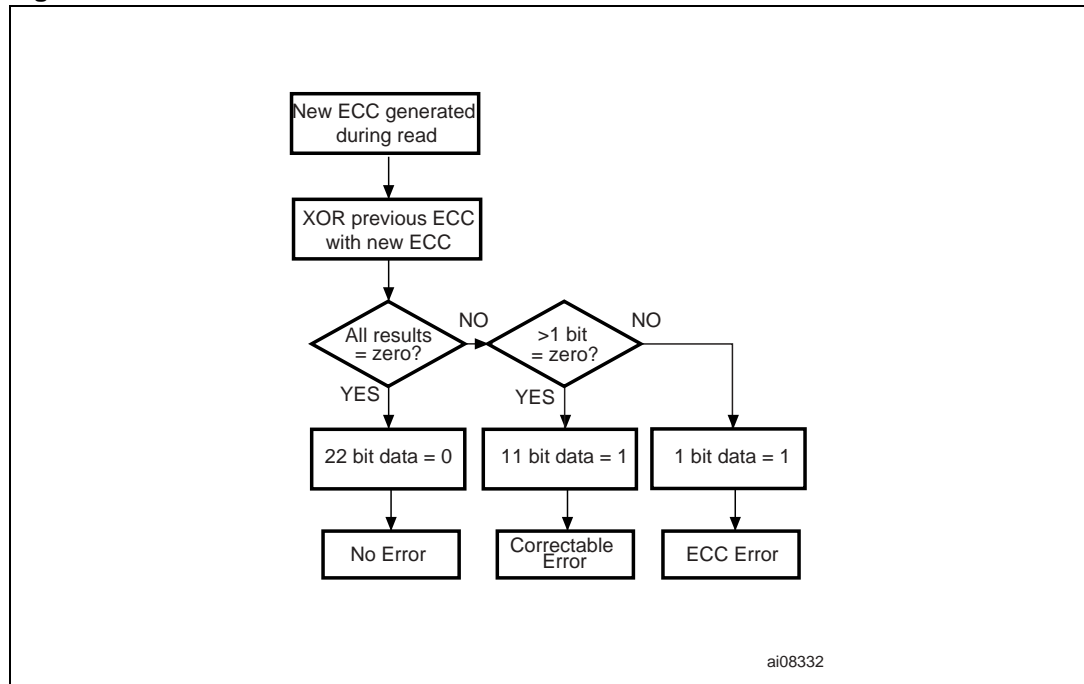 New ECC generated
during read
XOR previous ECC
with new ECC
All results
= zero?
NO
>1 bit
= zero?
NO
YES
YES
22 bit data = 0
11 bit data = 1
1 bit data = 1
No Error
Correctable
Error
ECC Error
ai08332